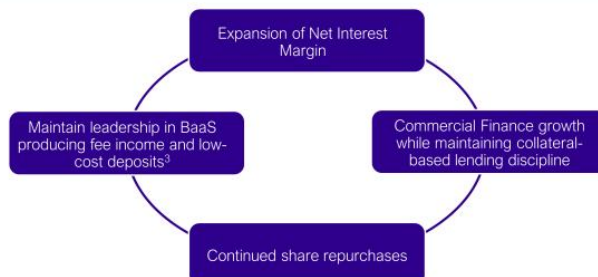 Expansion of Net Interest
Margin
Maintain leadership in BaaS
producing fee income and low-
cost deposits3
Commercial Finance growth
while maintaining collateral-
based lending discipline
Continued share repurchases